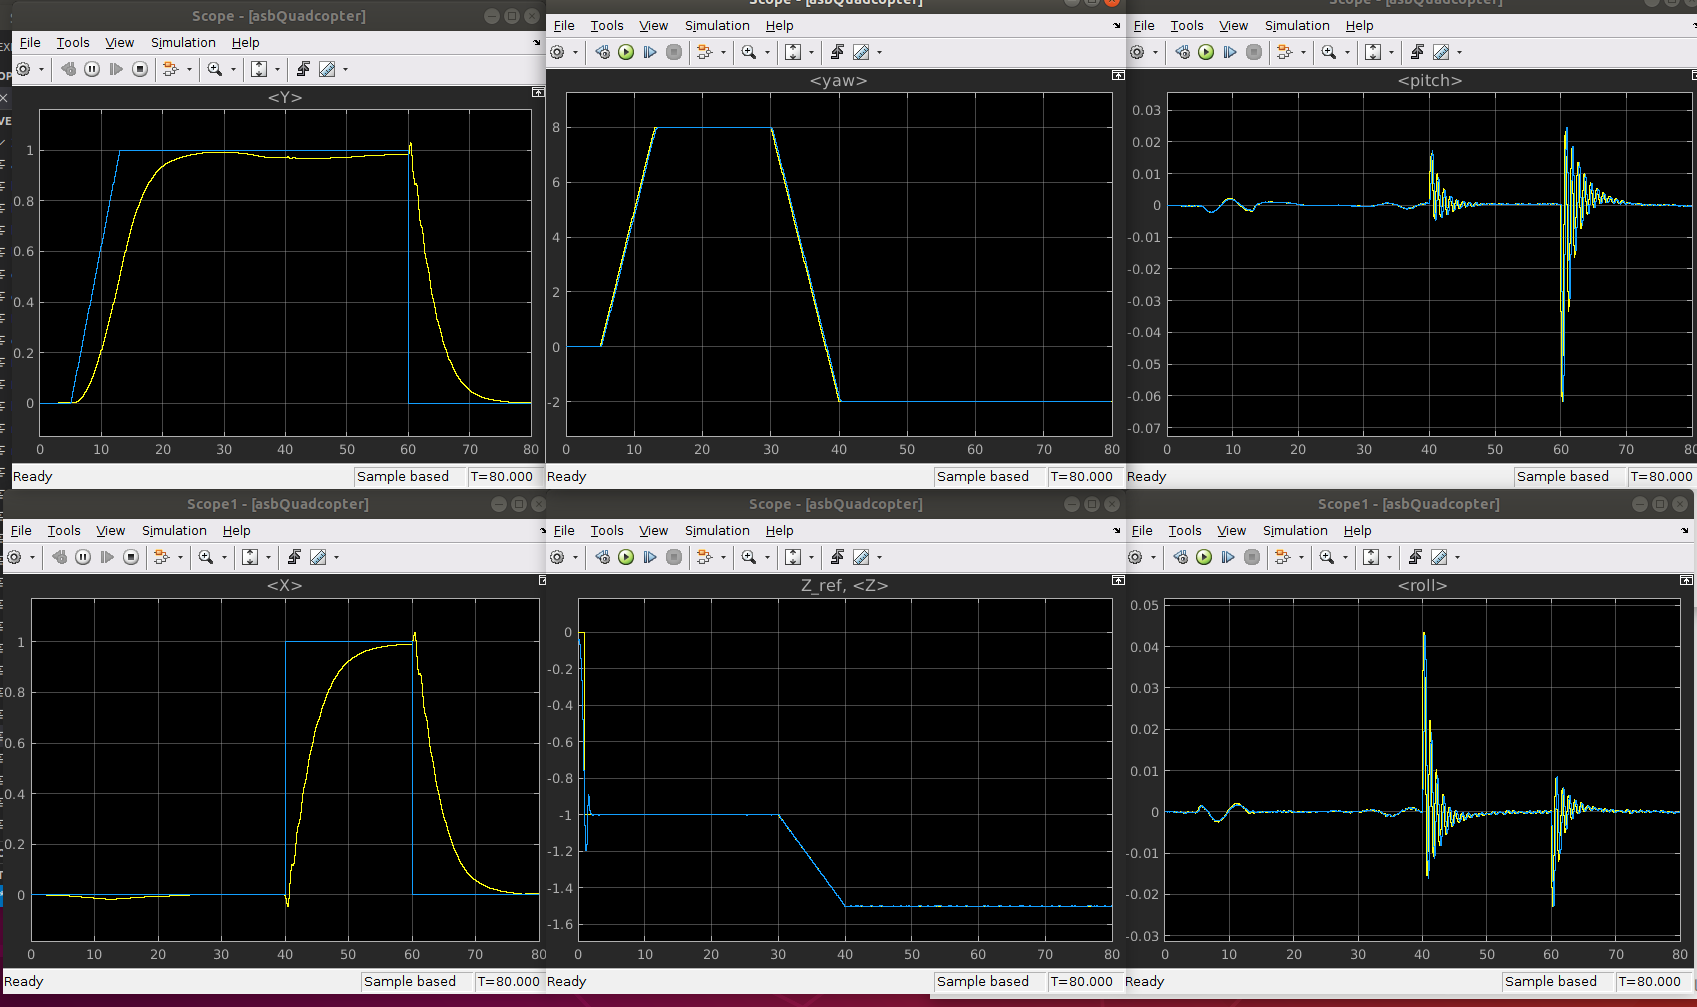 Scope - [asbQuadcopter]
File Tools View Simulation Help
<Y>
1
0.8
0.6
0.4
0.2
0
0 10 20 30 40 50 60 70 80
Ready Sample based T=80.000
Scope - [asbQuadcopter]
File Tools View Simulation Help
<yaw>
8
6
4
2
0
-2
0 10 20 30 40 50 60 70 80
Ready Sample based T=80.000
Scope - [asbQuadcopter]
File Tools View Simulation Help
<pitch>
0.03
0.02
0.01
0
-0.01
-0.02
-0.03
-0.04
-0.05
-0.06
-0.07
0 10 20 30 40 50 60 70 80
Ready Sample based T=80.000
Scope1 - [asbQuadcopter]
File Tools View Simulation Help
<X>
1
0.8
0.6
0.4
0.2
0
0 10 20 30 40 50 60 70 80
Ready Sample based T=80.000
Scope - [asbQuadcopter]
File Tools View Simulation Help
Z_ref, <Z>
0
-0.2
-0.4
-0.6
-0.8
-1
-1.2
-1.4
-1.6
0 10 20 30 40 50 60 70 80
Ready Sample based T=80.000
Scope1 - [asbQuadcopter]
File Tools View Simulation Help
<roll>
0.05
0.04
0.03
0.02
0.01
0
-0.01
-0.02
-0.03
0 10 20 30 40 50 60 70 80
Ready Sample based T=80.000